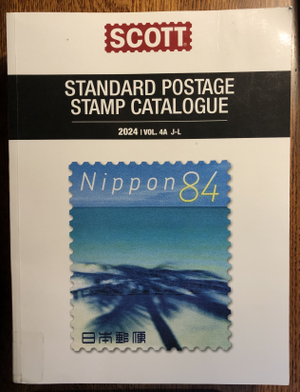 SCOTT
STANDARD POSTAGE
STAMP CATALOGUE
2024 | VOL. 4A J-L
Nippon 84
日本郵便